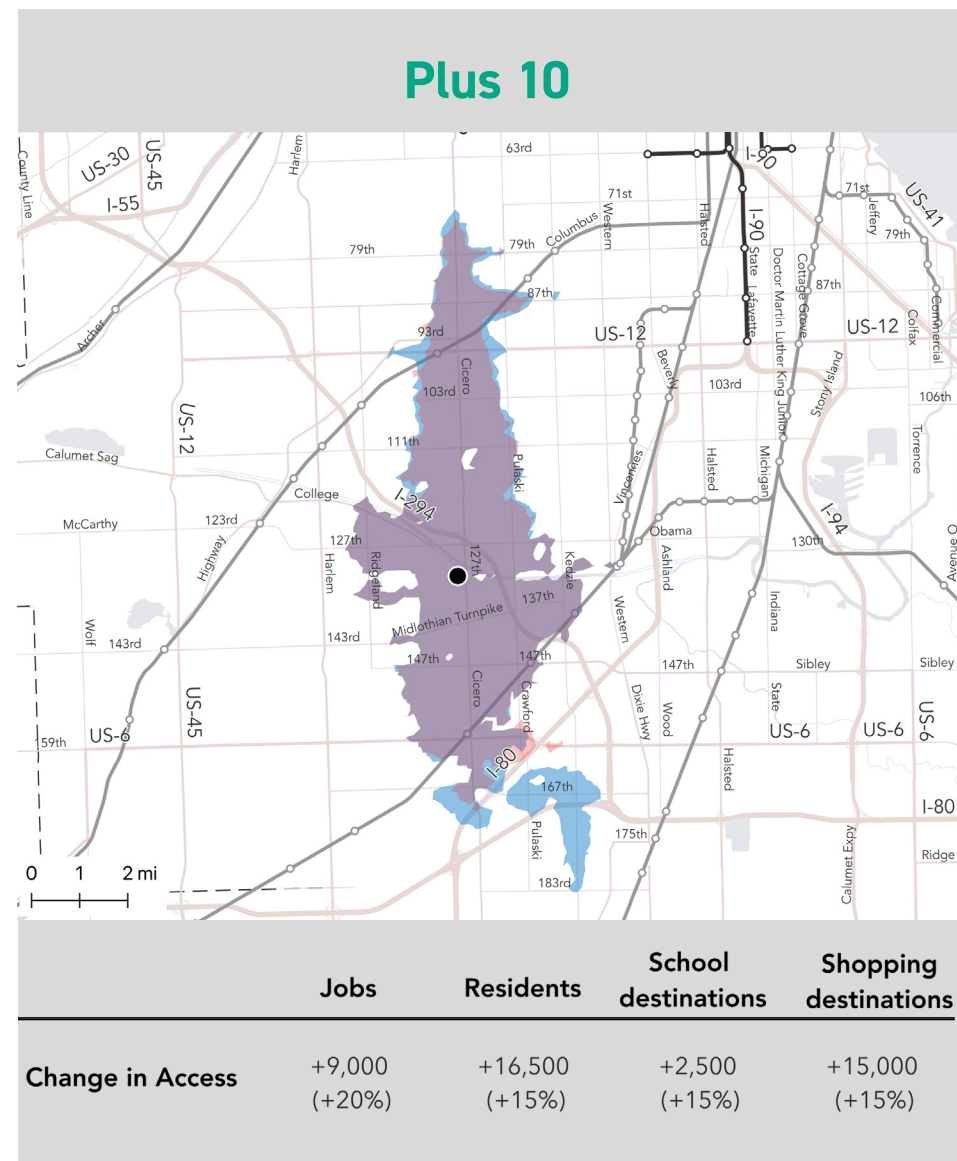 Plus 10
63rd
I-90
US-30
US-45
Harlem
County Line
I-55
71st
71st
US-41
Jeffery
Western
Halsted
Columbus
I-90
79th
79th
79th
State
Lafayette
Doctor Martin Luther King Junior
Cottage Grove
87th
87th
Commercial
Colfax
Archer
93rd
US-12
US-12
Cicero
Beverly
103rd
103rd
Stony Island
106th
US-12
111th
Torrence
Calumet Sag
Pulaski
Vincennes
Halsted
Michigan
College
I-294
McCarthy
123rd
I-94
Obama
127th
127th
130th
Highway
Harlem
Ridgeland
Kedzie
Ashland
Avenue O
137th
Midlothian Turnpike
Western
Indiana
Wolf
143rd
143rd
147th
147th
147th
Sibley
Sibley
Cicero
Crawford
Dixie Hwy
Wood
State
US-45
US-6
US-6
US-6
US-6
59th
I-80
Halsted
167th
I-80
Pulaski
175th
Calumet Expy
Ridge
183rd
0 1 2 mi
Jobs Residents School destinations Shopping destinations
Change in Access +9,000 +16,500 +2,500 +15,000
(+20%) (+15%) (+15%) (+15%)